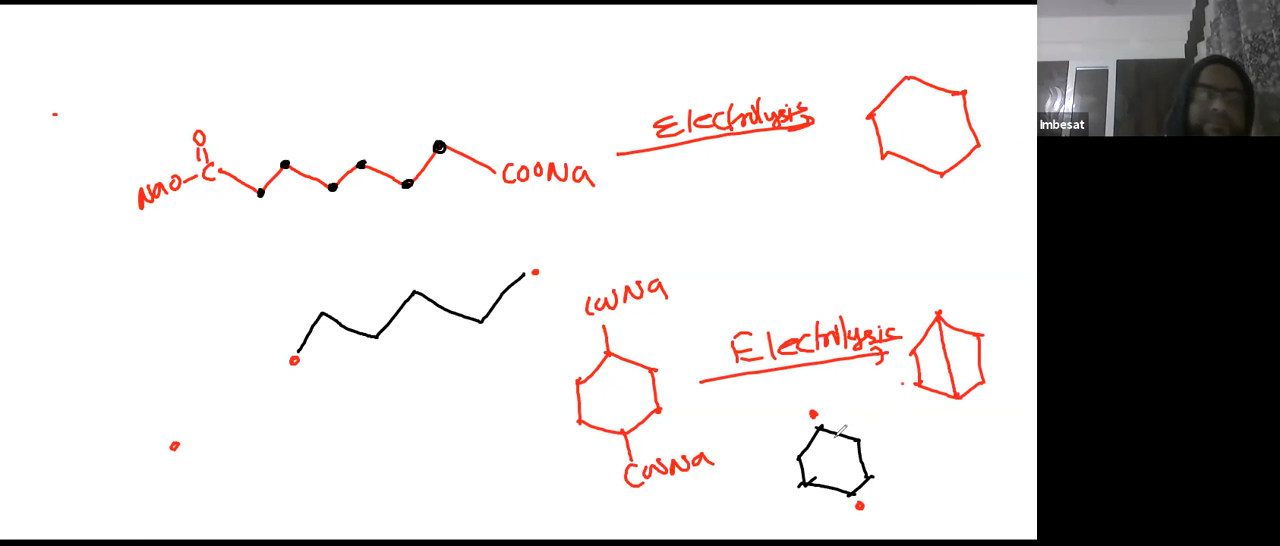 Electrolysis
O
NaO C COONa
Imbesat
COONa
Electrolysis
COONa